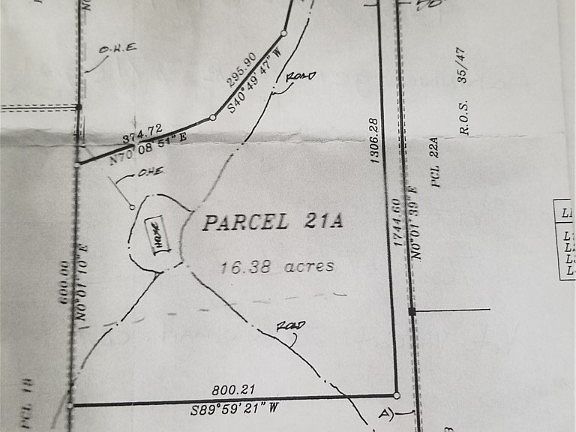 O.H.E
295.90
S40°49'47"W
ROAD
35/47
R.O.S.
374.72
N70°08'51"E
1306.28
PCL 22A
O.H.E
HOUSE
PARCEL 21A
16.38 acres
1744.60
N0°01'39"E
600.00
N0°01'10"E
ROAD
800.21
S89°59'21"W
PCL 18
A)